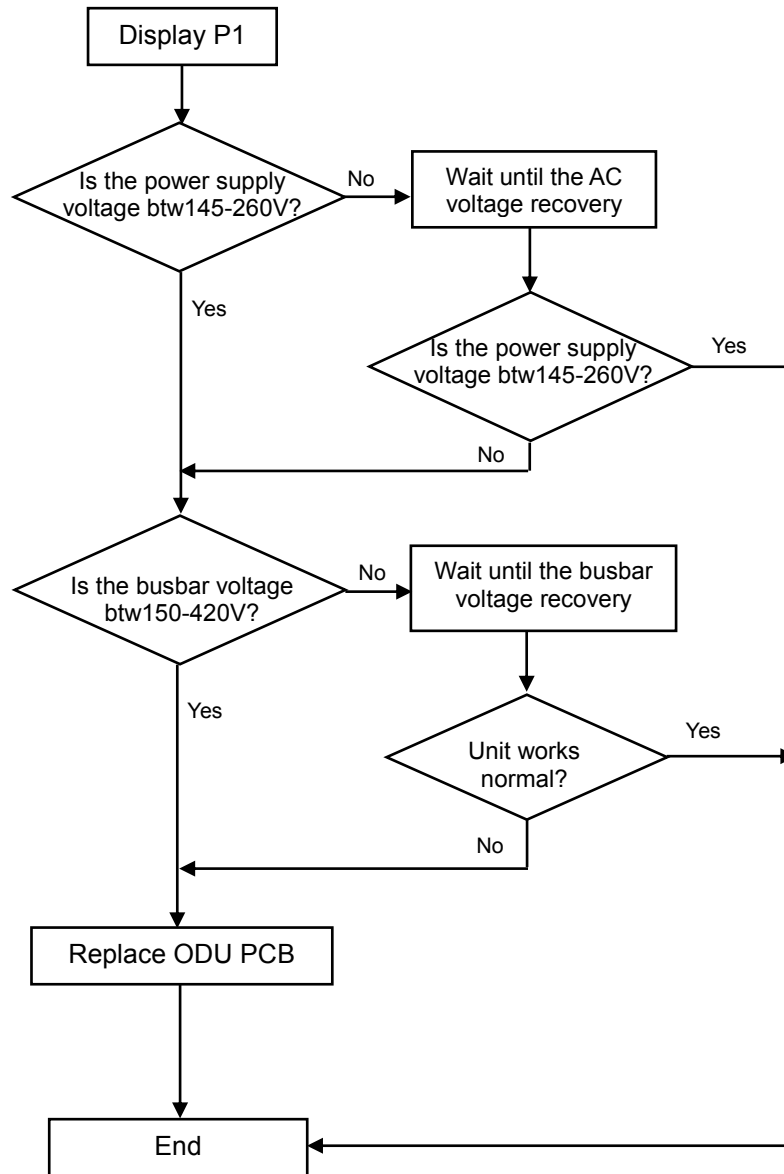 Display P1
Is the power supply
voltage btw145-260V?
No
Wait until the AC
voltage recovery
Yes
Is the power supply
voltage btw145-260V?
Yes
No
Is the busbar voltage
btw150-420V?
No
Wait until the busbar
voltage recovery
Yes
Unit works
normal?
Yes
No
Replace ODU PCB
End